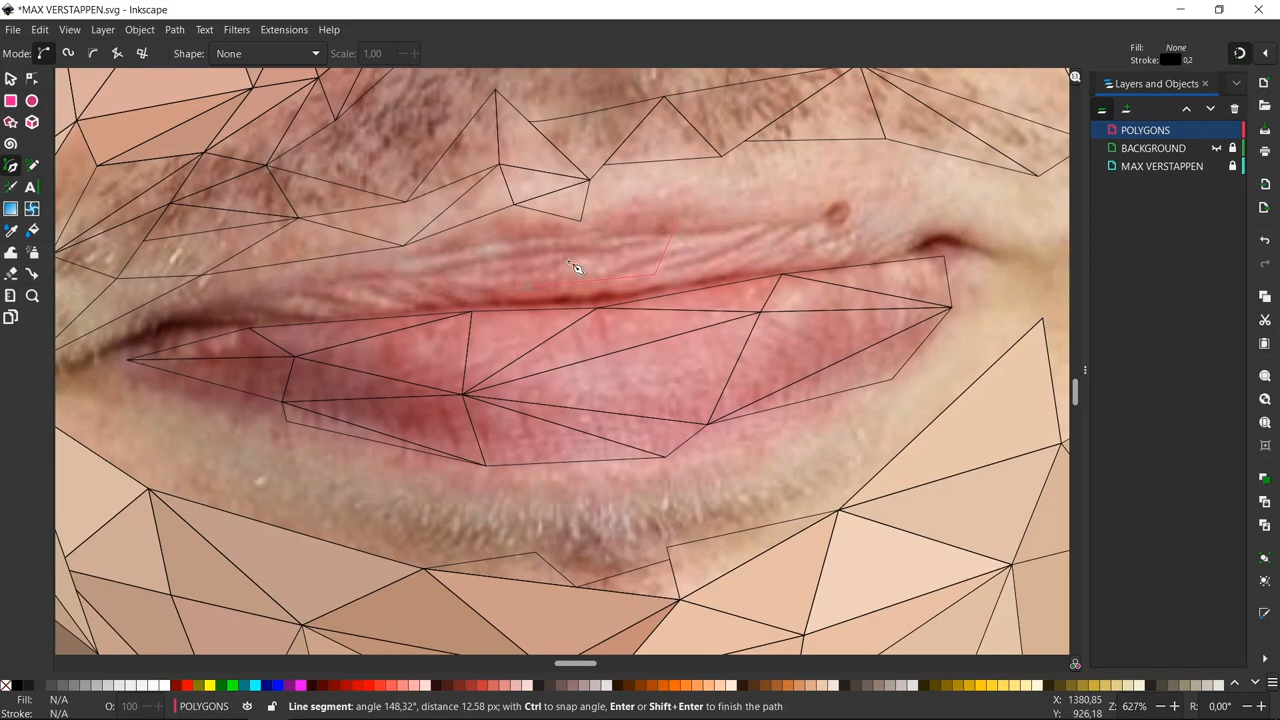 *MAX VERSTAPPEN.svg - Inkscape
File Edit View Layer Object Path Text Filters Extensions Help
Mode: Shape: None Scale: 1,00
Fill: None
Stroke: 0,2
Layers and Objects
POLYGONS
BACKGROUND
MAX VERSTAPPEN
Fill: N/A
Stroke: N/A
O: 100
POLYGONS
Line segment: angle 148,32°, distance 12.58 px; with Ctrl to snap angle, Enter or Shift+Enter to finish the path
X: 1380,85
Y: 926,18
Z: 627%
R: 0,00°